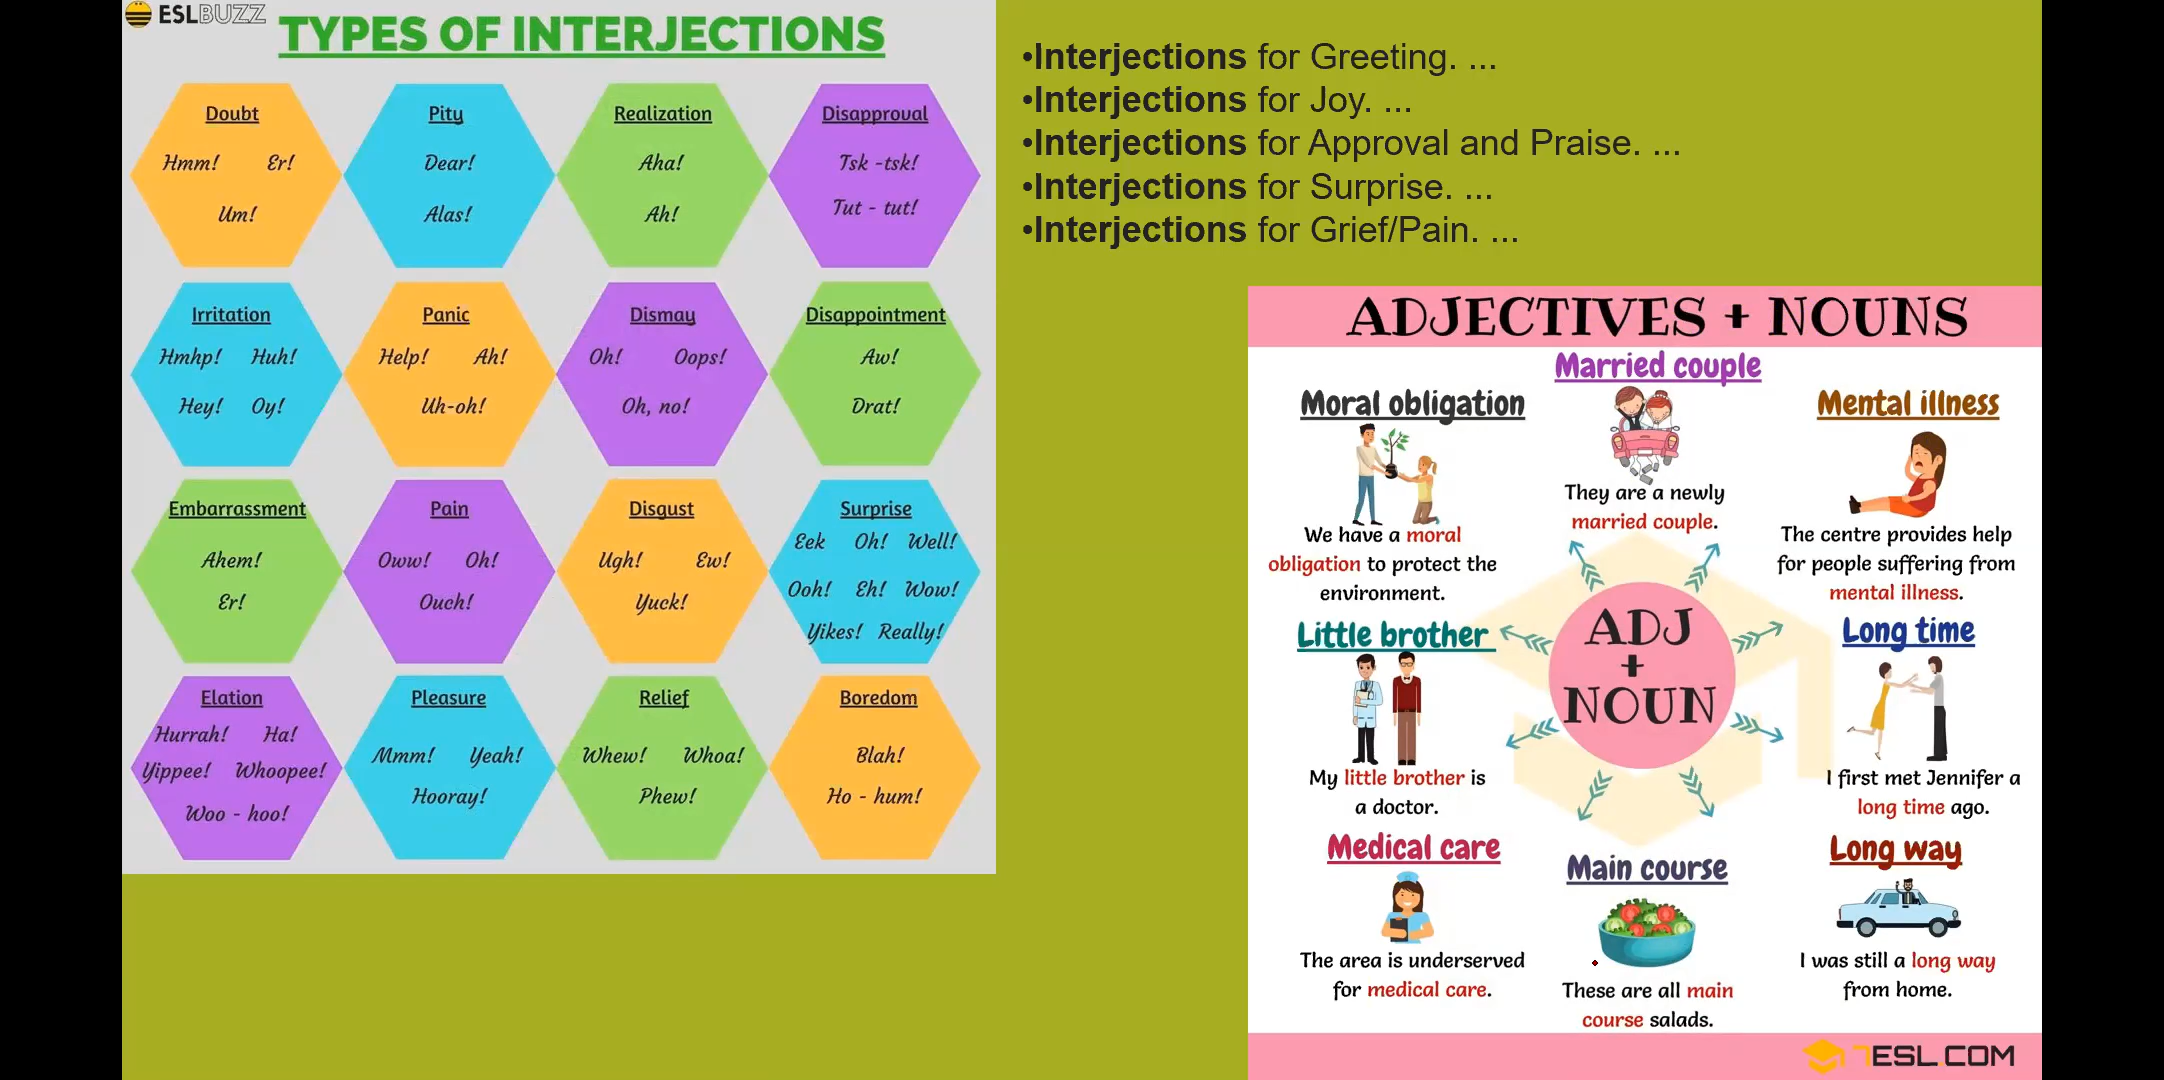 ESLBUZZ
TYPES OF INTERJECTIONS
Doubt
Hmm! Er!
Um!
Pity
Dear!
Alas!
Realization
Aha!
Ah!
Disapproval
Tsk -tsk!
Tut - tut!
Irritation
Hmhp! Huh!
Hey! Oy!
Panic
Help! Ah!
Uh-oh!
Dismay
Oh! Oops!
Oh, no!
Disappointment
Aw!
Drat!
Embarrassment
Ahem!
Er!
Pain
Oww! Oh!
Ouch!
Disgust
Ugh! Ew!
Yuck!
Surprise
Eek Oh! Well!
Ooh! Eh! Wow!
Yikes! Really!
Elation
Hurrah! Ha!
Yippee! Whoopee!
Woo - hoo!
Pleasure
Mmm! Yeah!
Hooray!
Relief
Whew! Whoa!
Phew!
Boredom
Blah!
Ho - hum!
•Interjections for Greeting. ...
•Interjections for Joy. ...
•Interjections for Approval and Praise. ...
•Interjections for Surprise. ...
•Interjections for Grief/Pain. ...
ADJECTIVES + NOUNS
Married couple
They are a newly
married couple.
Moral obligation
We have a moral
obligation to protect the
environment.
Mental illness
The centre provides help
for people suffering from
mental illness.
Little brother
My little brother is
a doctor.
ADJ
+
NOUN
Long time
I first met Jennifer a
long time ago.
Medical care
The area is underserved
for medical care.
Main course
These are all main
course salads.
Long way
I was still a long way
from home.
7ESL.COM